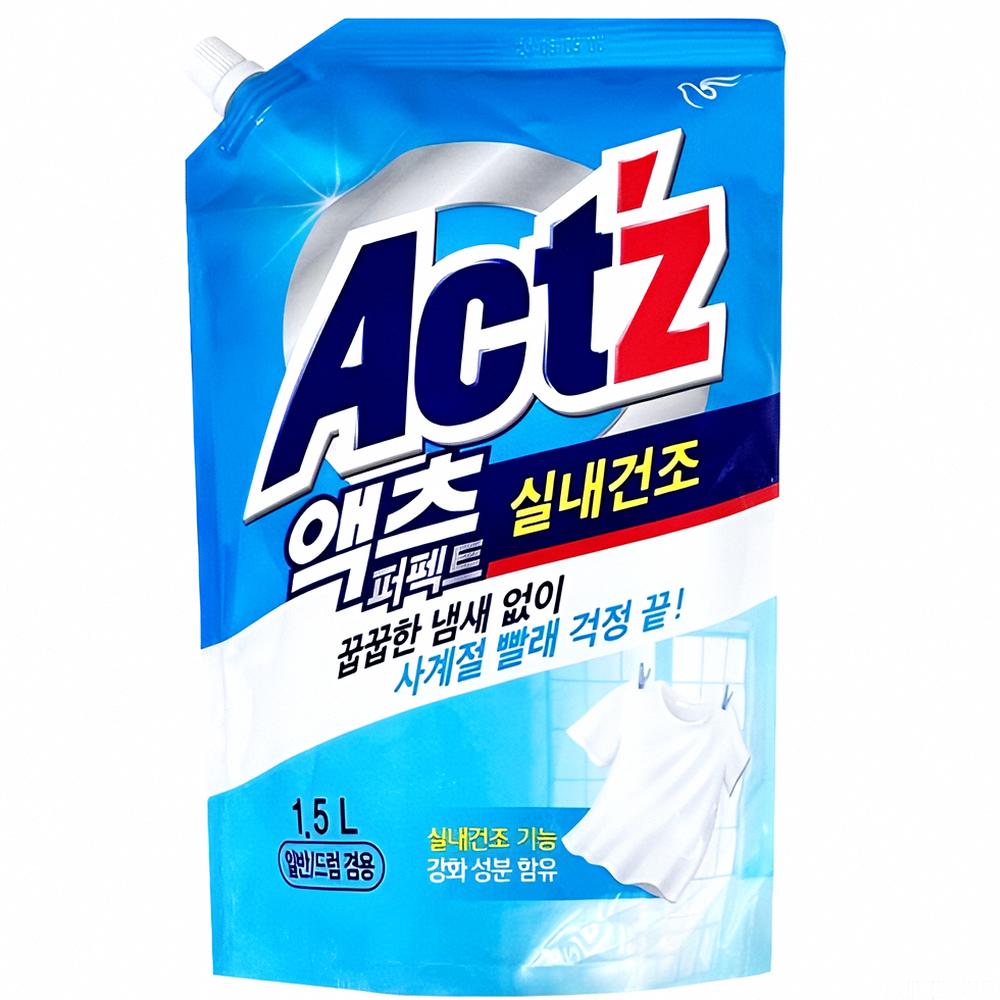 Act'z
액츠
퍼펙트
실내건조
꿉꿉한 냄새 없이
사계절 빨래 걱정 끝!
1.5 L
일반/드럼 겸용
실내건조 기능
강화 성분 함유